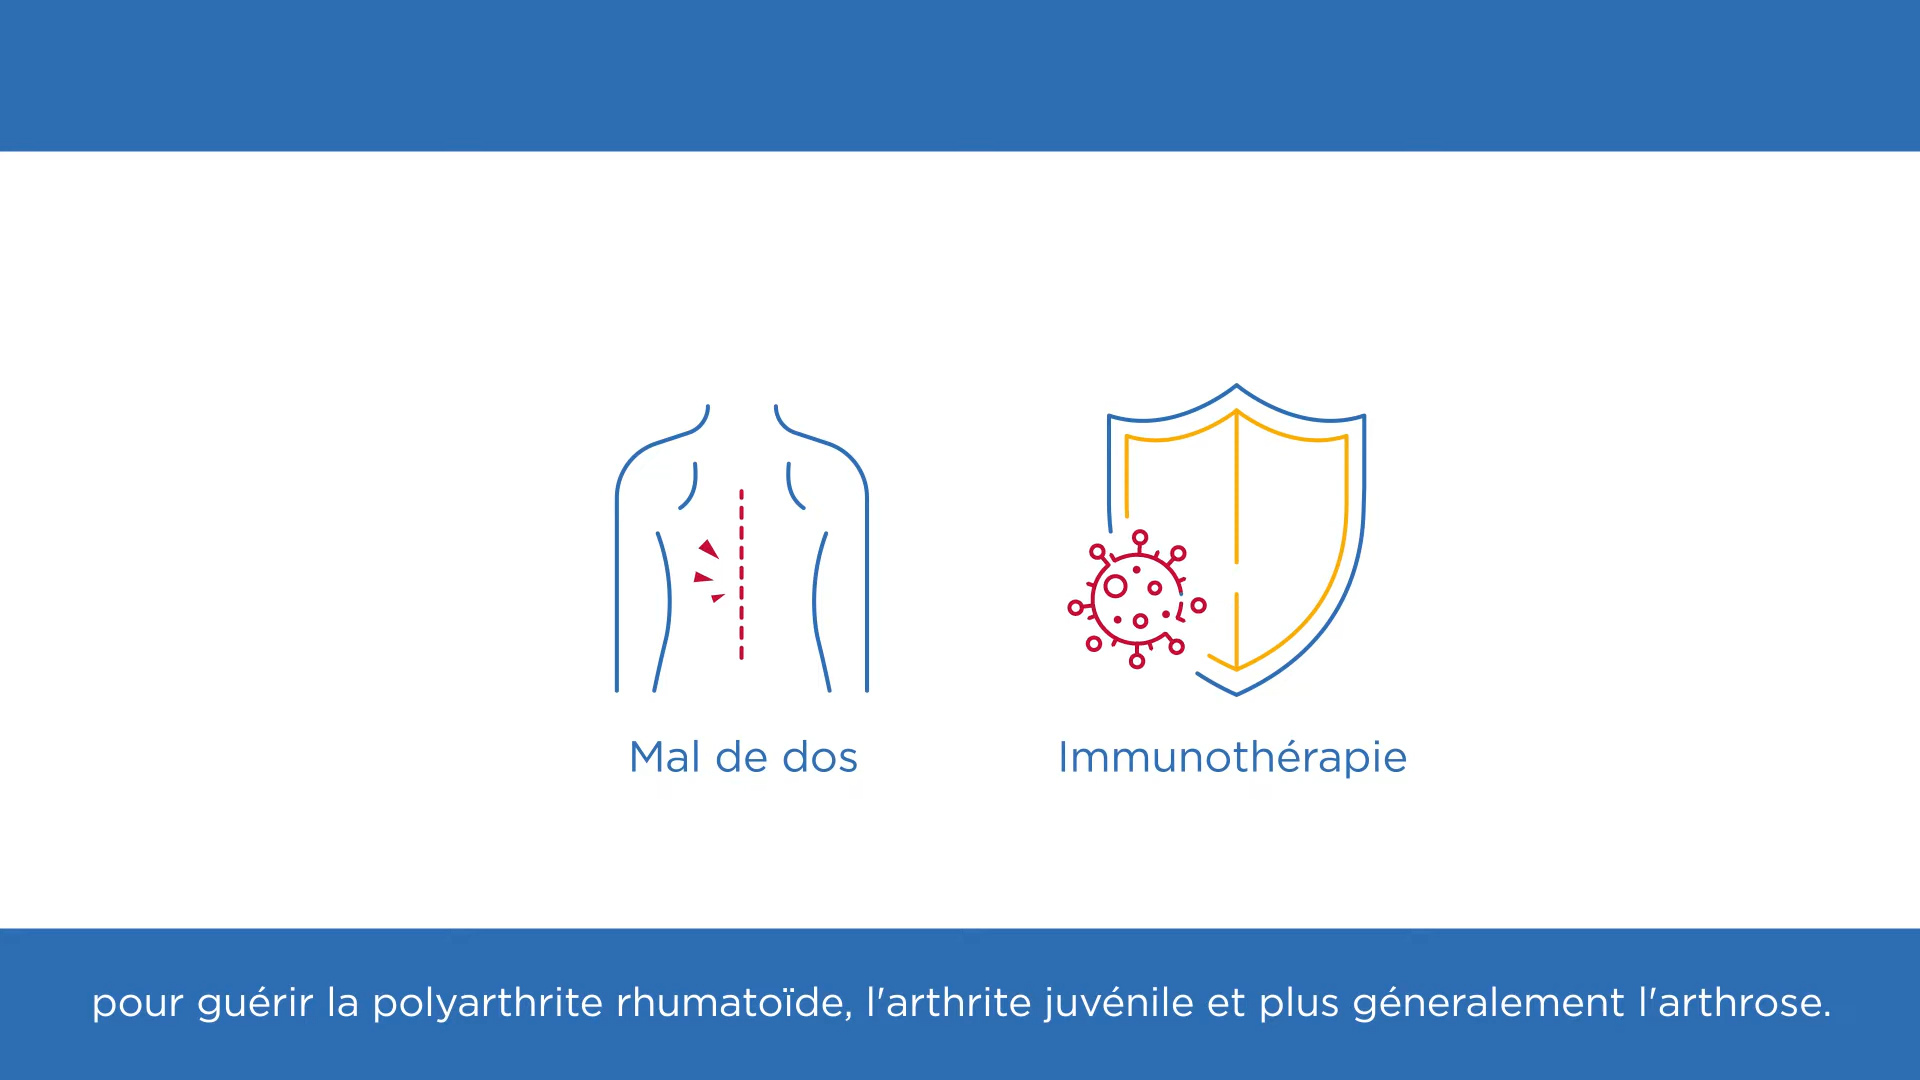 Mal de dos
Immunothérapie
pour guérir la polyarthrite rhumatoïde, l'arthrite juvénile et plus géneralement l'arthrose.